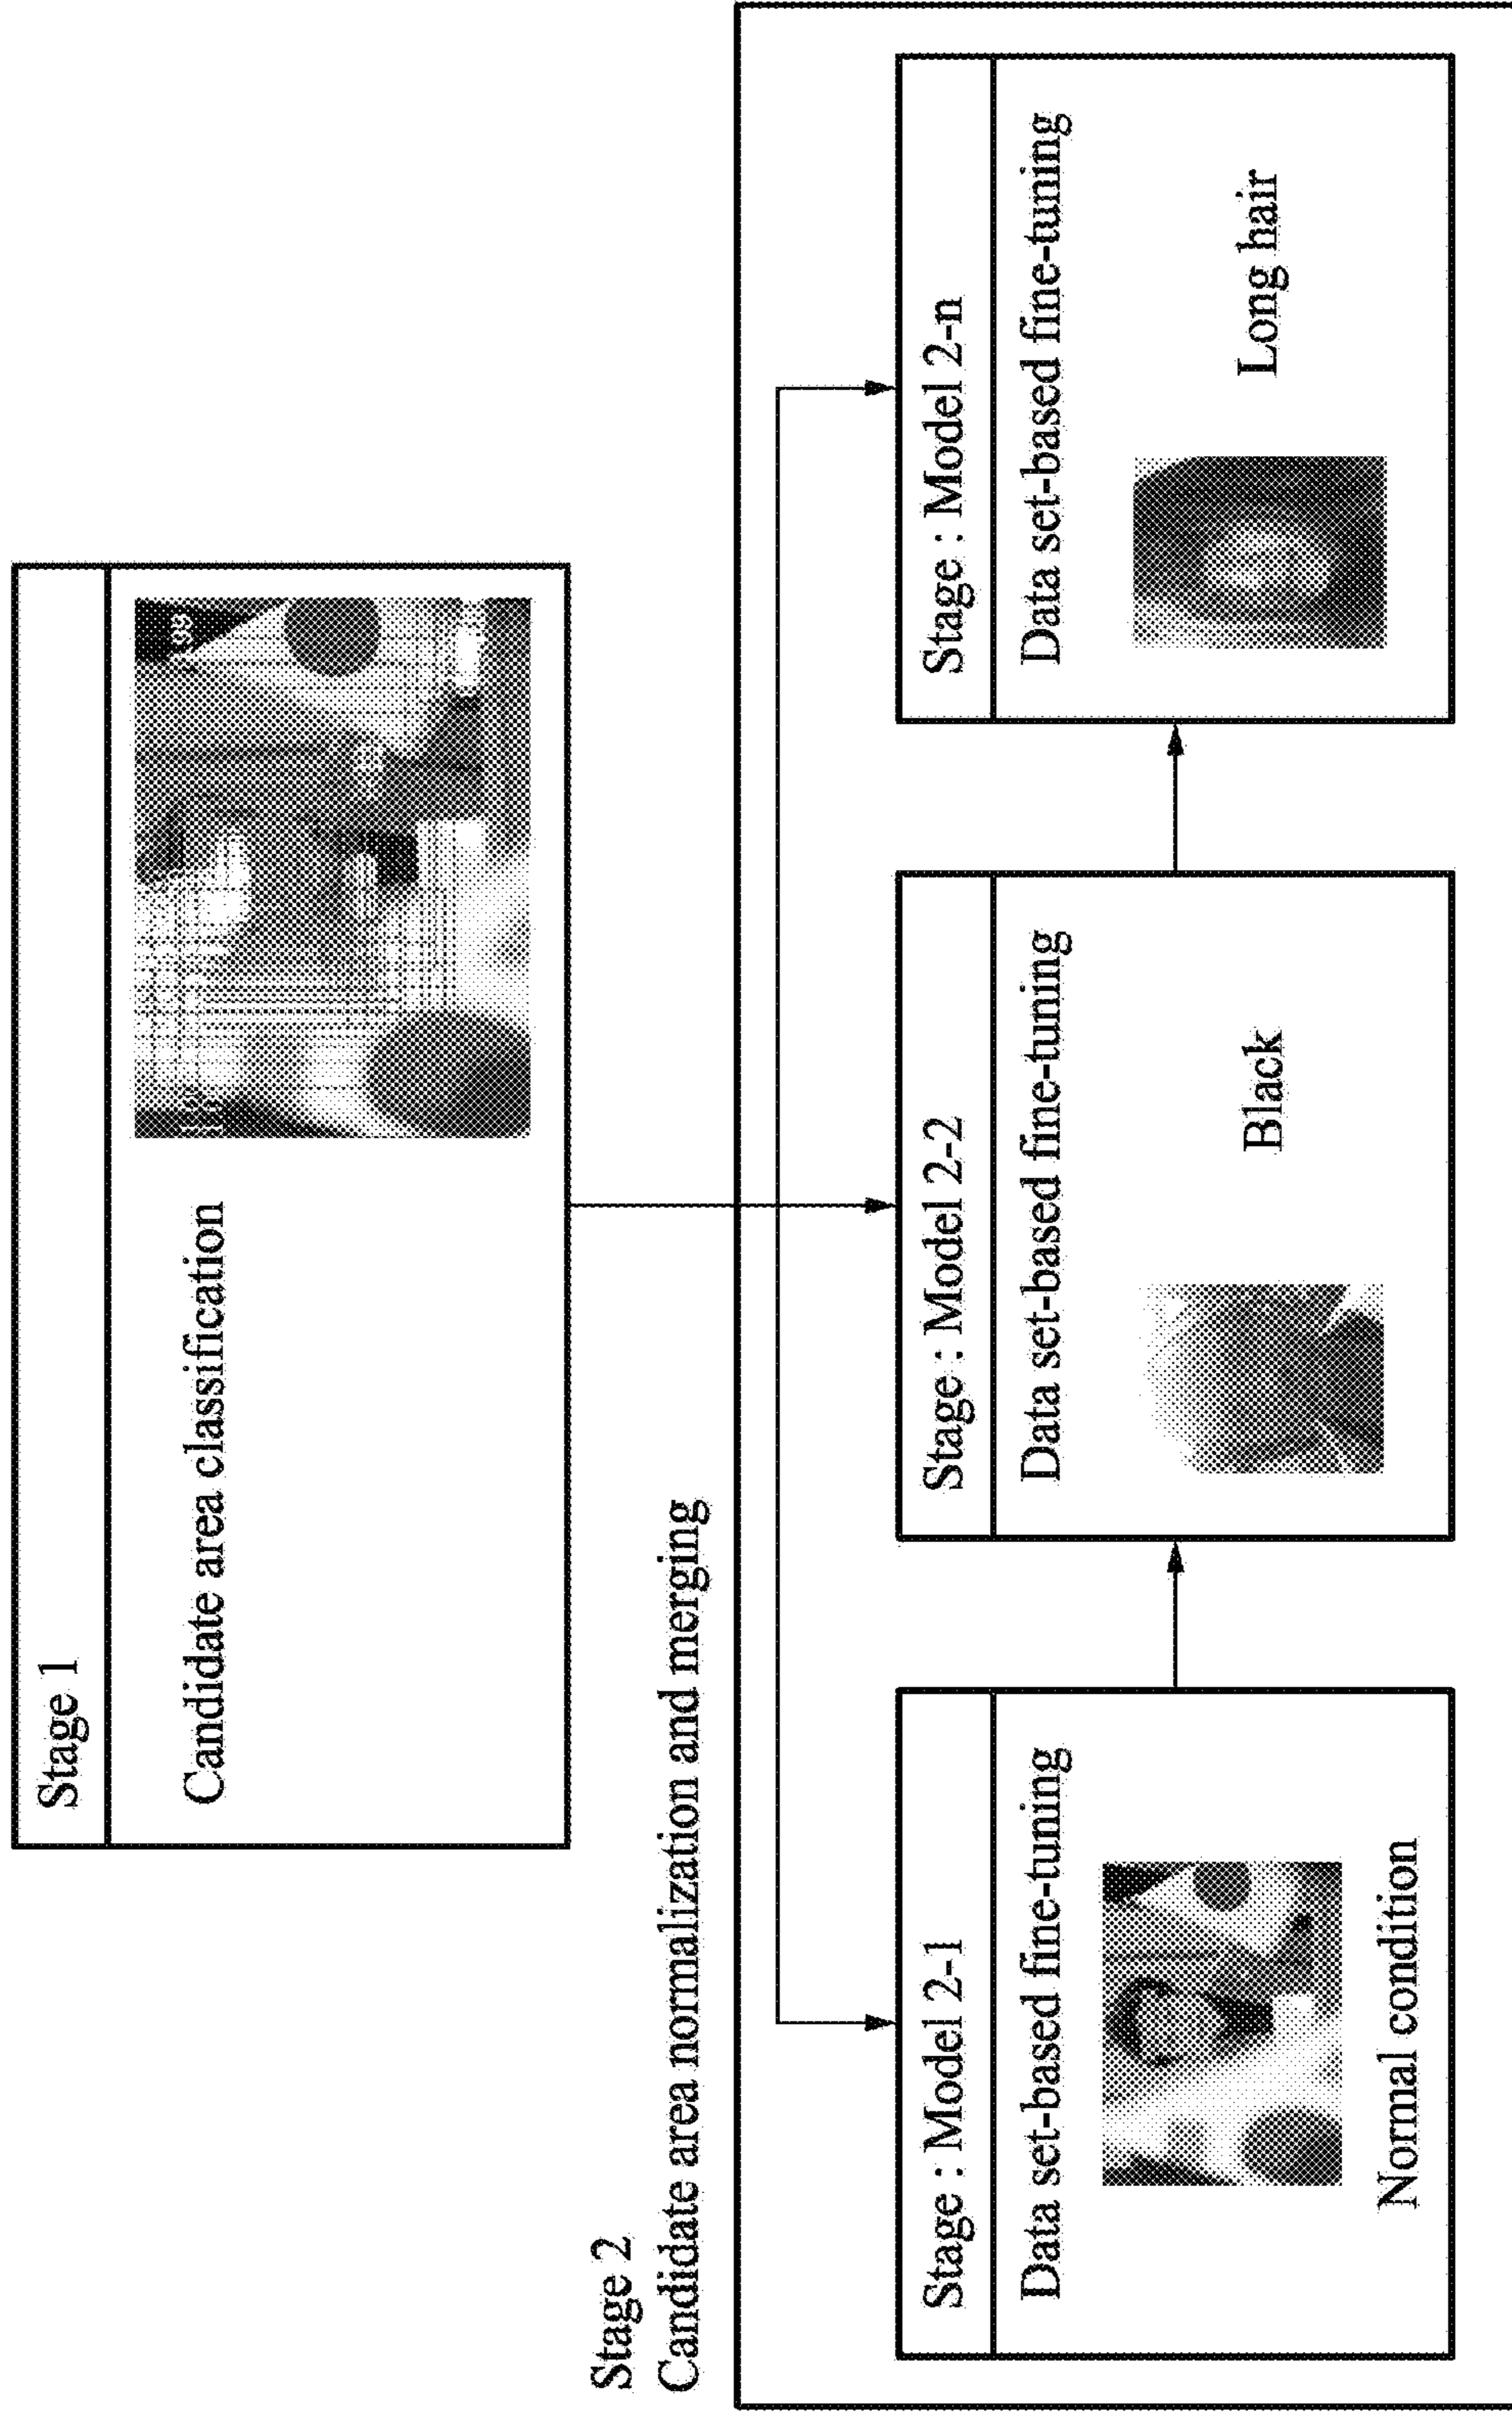 Stage 1
Candidate area classification
Stage 2
Candidate area normalization and merging
Stage : Model 2-1
Data set-based fine-tuning
Normal condition
Stage : Model 2-2
Data set-based fine-tuning
Black
Stage : Model 2-n
Data set-based fine-tuning
Long hair